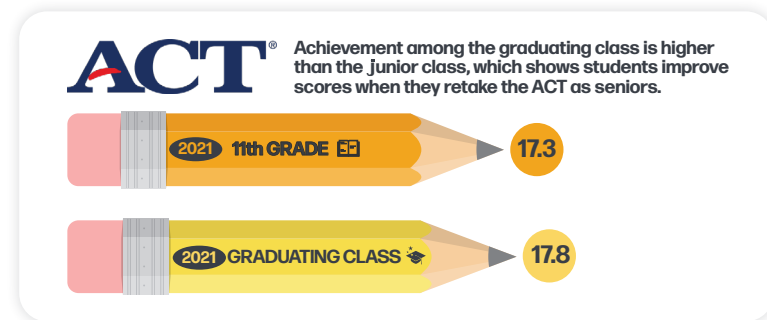 ACT®
Achievement among the graduating class is higher
than the junior class, which shows students improve
scores when they retake the ACT as seniors.
2021 11th GRADE
17.3
2021 GRADUATING CLASS
17.8